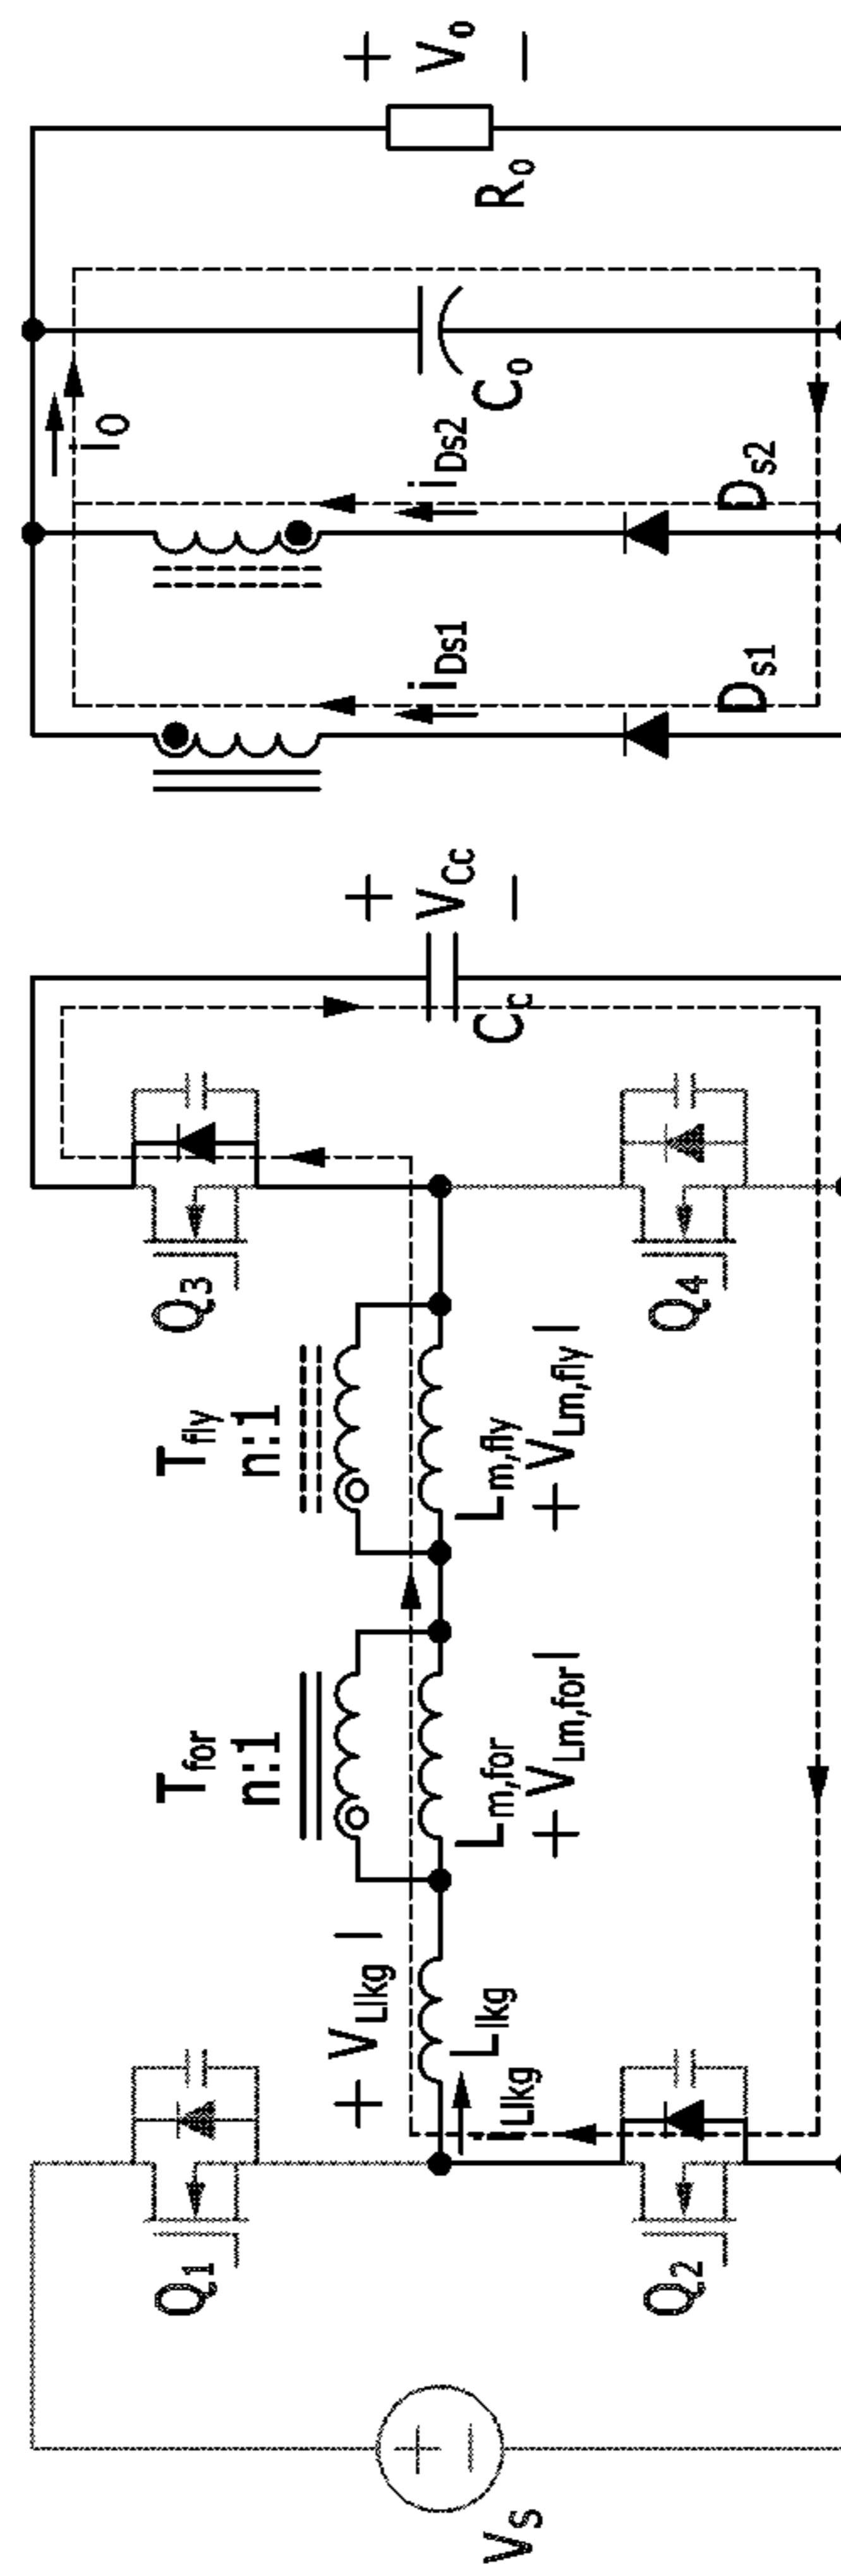 V_S
+
−
Q_1
Q_2
+ V_Llkg −
L_lkg
i_Llkg
T_for
n:1
L_m,for
+ V_Lm,for −
T_fly
n:1
L_m,fly
+ V_Lm,fly −
Q_3
Q_4
C_c
+
V_Cc
−
i_Ds1
D_s1
i_Ds2
D_s2
i_O
C_o
R_o
+
V_o
−